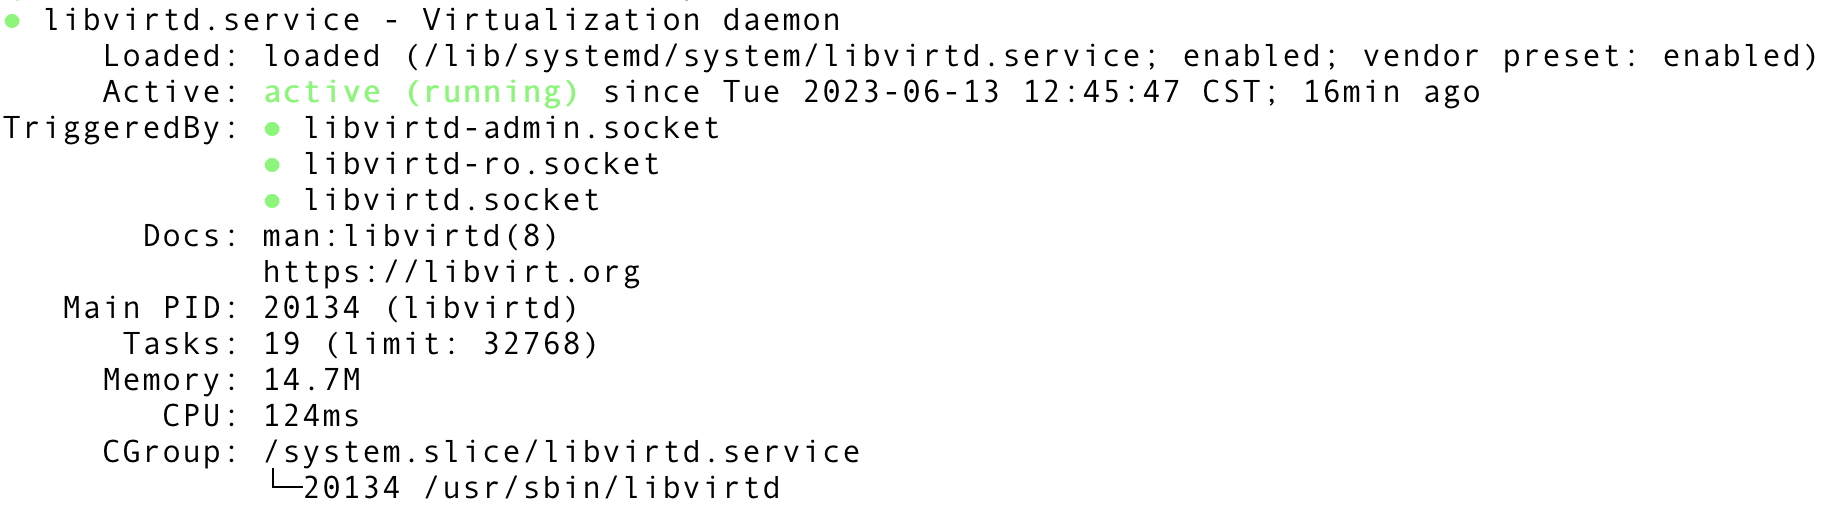 ● libvirtd.service - Virtualization daemon
Loaded: loaded (/lib/systemd/system/libvirtd.service; enabled; vendor preset: enabled)
Active: active (running) since Tue 2023-06-13 12:45:47 CST; 16min ago
TriggeredBy: ● libvirtd-admin.socket
● libvirtd-ro.socket
● libvirtd.socket
Docs: man:libvirtd(8)
https://libvirt.org
Main PID: 20134 (libvirtd)
Tasks: 19 (limit: 32768)
Memory: 14.7M
CPU: 124ms
CGroup: /system.slice/libvirtd.service
└─20134 /usr/sbin/libvirtd